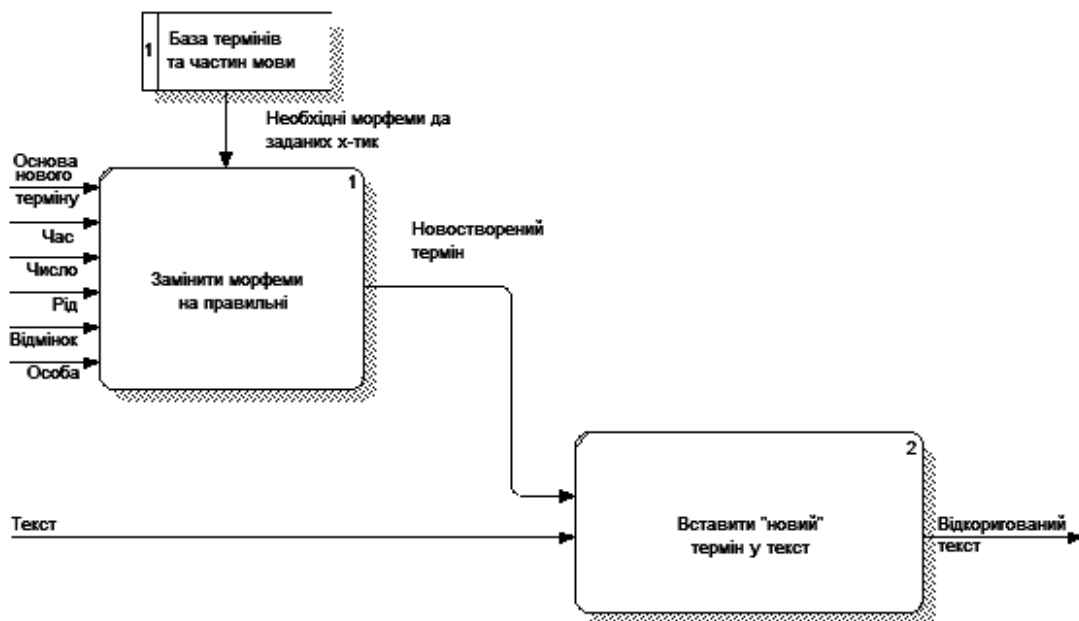 1
База термінів
та частин мови
Необхідні морфеми да
заданих х-тик
Основа
нового
терміну
Час
Число
Рід
Відмінок
Особа
1
Замінити морфеми
на правильні
Новостворений
термін
2
Текст
Вставити "новий"
термін у текст
Відкоригований
текст